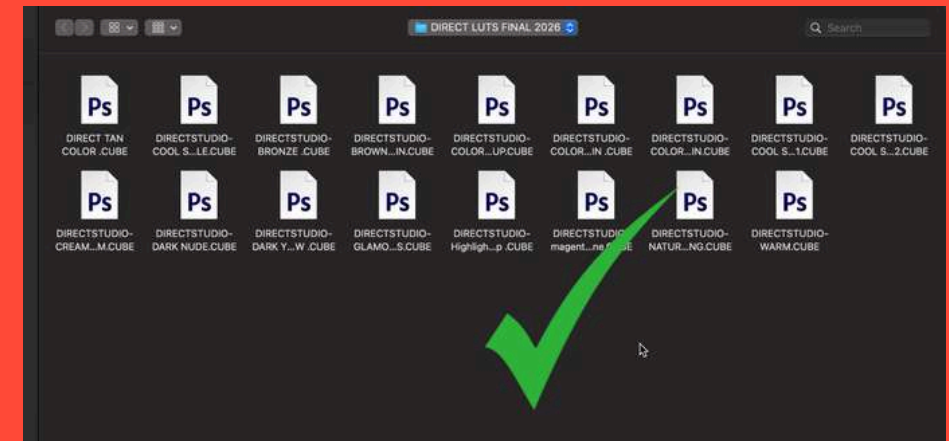 DIRECT LUTS FINAL 2026
Search
Ps Ps Ps Ps Ps Ps Ps Ps Ps
DIRECT TAN
COLOR .CUBE
DIRECTSTUDIO-
COOL S...LE.CUBE
DIRECTSTUDIO-
BRONZE .CUBE
DIRECTSTUDIO-
BROWN...IN.CUBE
DIRECTSTUDIO-
COLOR...UP.CUBE
DIRECTSTUDIO-
COLOR...IN .CUBE
DIRECTSTUDIO-
COLOR...IN.CUBE
DIRECTSTUDIO-
COOL S...1.CUBE
DIRECTSTUDIO-
COOL S...2.CUBE
Ps Ps Ps Ps Ps Ps Ps Ps
DIRECTSTUDIO-
CREAM...M.CUBE
DIRECTSTUDIO-
DARK NUDE.CUBE
DIRECTSTUDIO-
DARK Y...W .CUBE
DIRECTSTUDIO-
GLAMO...S.CUBE
DIRECTSTUDIO-
Highligh...p .CUBE
DIRECTSTUDIO-
magent...ne.CUBE
DIRECTSTUDIO-
NATUR...NG.CUBE
DIRECTSTUDIO-
WARM.CUBE